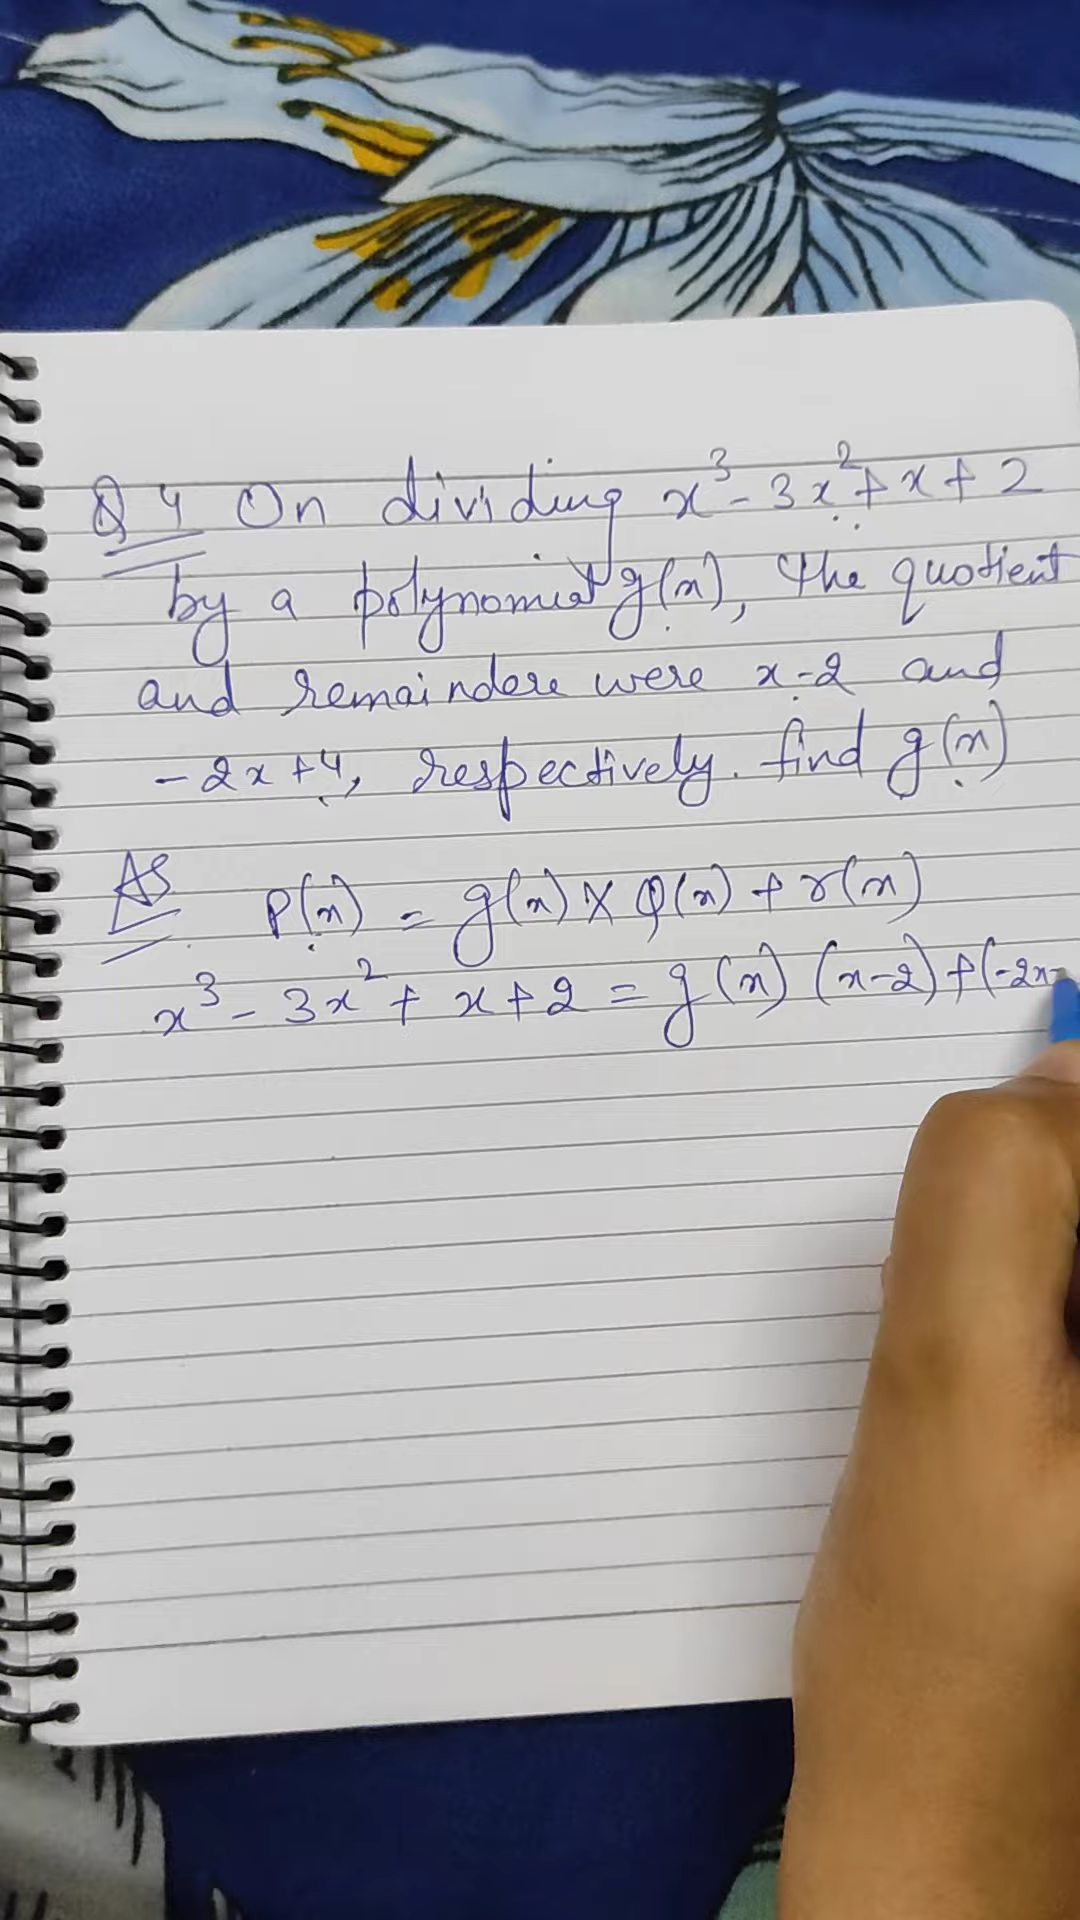 Q 4 On dividing x³ - 3x² + x + 2
by a polynomial g(x), the quotient
and remaindere were x-2 and
-2x+4, respectively. find g(x)
AS P(x) = g(x) X Q(x) + r(x)
x³ - 3x² + x + 2 = g(x) (x-2) + (-2x